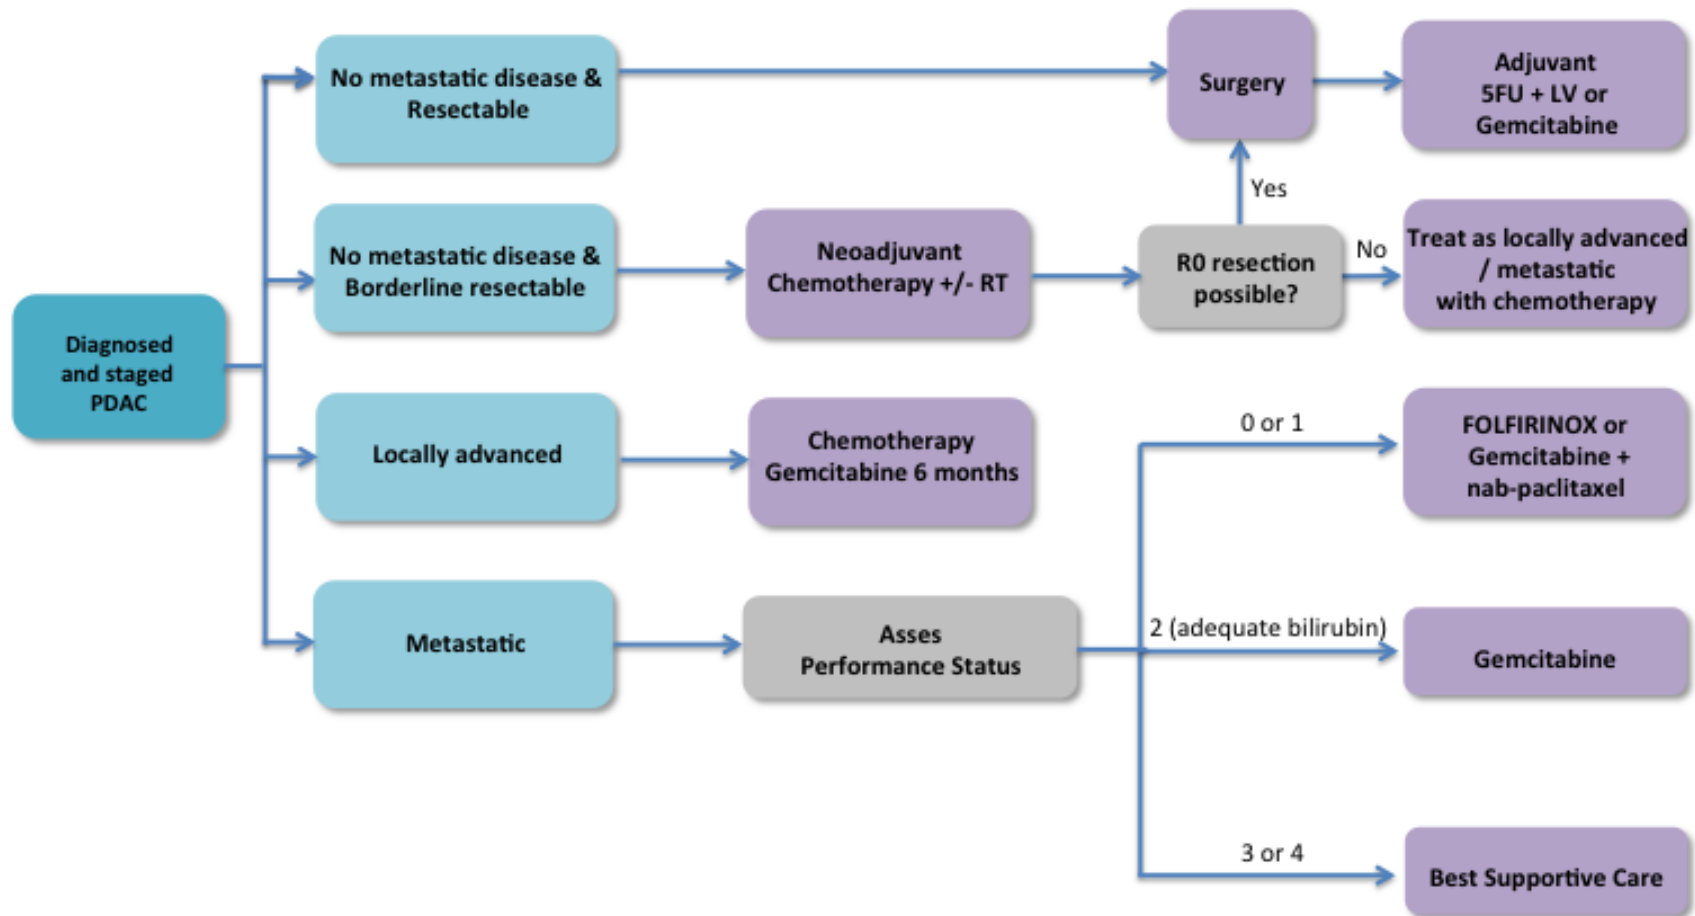 No metastatic disease &
Resectable
Surgery
Adjuvant
5FU + LV or
Gemcitabine
Yes
No metastatic disease &
Borderline resectable
Neoadjuvant
Chemotherapy +/- RT
R0 resection
possible?
No
Treat as locally advanced
/ metastatic
with chemotherapy
Diagnosed
and staged
PDAC
Locally advanced
Chemotherapy
Gemcitabine 6 months
0 or 1
FOLFIRINOX or
Gemcitabine +
nab-paclitaxel
Metastatic
Asses
Performance Status
2 (adequate bilirubin)
Gemcitabine
3 or 4
Best Supportive Care